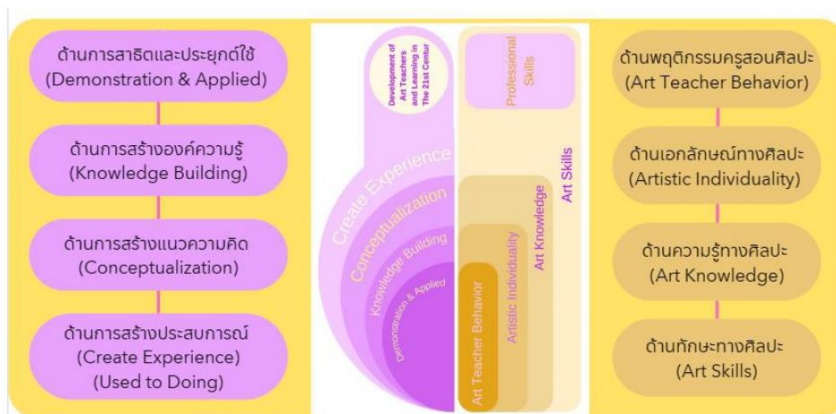 ด้านการสาธิตและประยุกต์ใช้
(Demonstration & Applied)
ด้านการสร้างองค์ความรู้
(Knowledge Building)
ด้านการสร้างแนวความคิด
(Conceptualization)
ด้านการสร้างประสบการณ์
(Create Experience)
(Used to Doing)
Development of
Art Teachers
and Learning in
The 21st Centur
Create Experience
Conceptualization
Knowledge Building
Demonstration & Applied
Professional
Skills
Art Skills
Art Knowledge
Artistic Individuality
Art Teacher Behavior
ด้านพฤติกรรมครูสอนศิลปะ
(Art Teacher Behavior)
ด้านเอกลักษณ์ทางศิลปะ
(Artistic Individuality)
ด้านความรู้ทางศิลปะ
(Art Knowledge)
ด้านทักษะทางศิลปะ
(Art Skills)